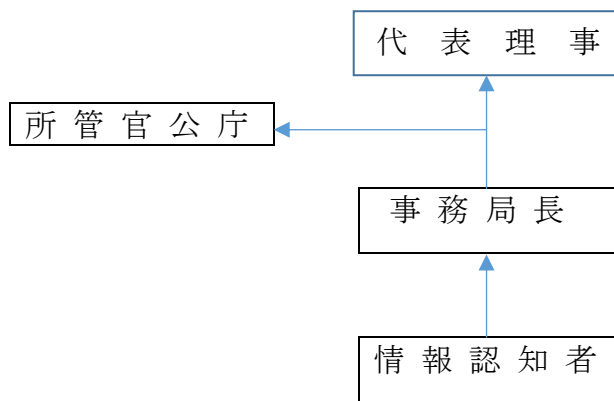 代表理事
所管官公庁
事務局長
情報認知者